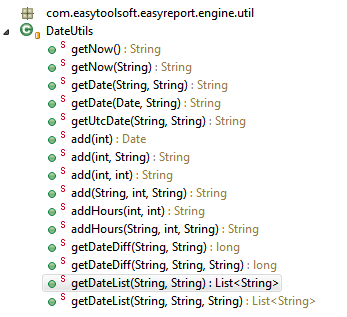 com.easytoolsoft.easyreport.engine.util
DateUtils
getNow() : String
getNow(String) : String
getDate(String, String) : String
getDate(Date, String) : String
getUtcDate(String, String) : String
add(int) : Date
add(int, String) : String
add(int, int) : String
add(String, int, String) : String
addHours(int, int) : String
addHours(String, int, String) : String
getDateDiff(String, String) : long
getDateDiff(String, String, String) : long
getDateList(String, String) : List<String>
getDateList(String, String, String) : List<String>